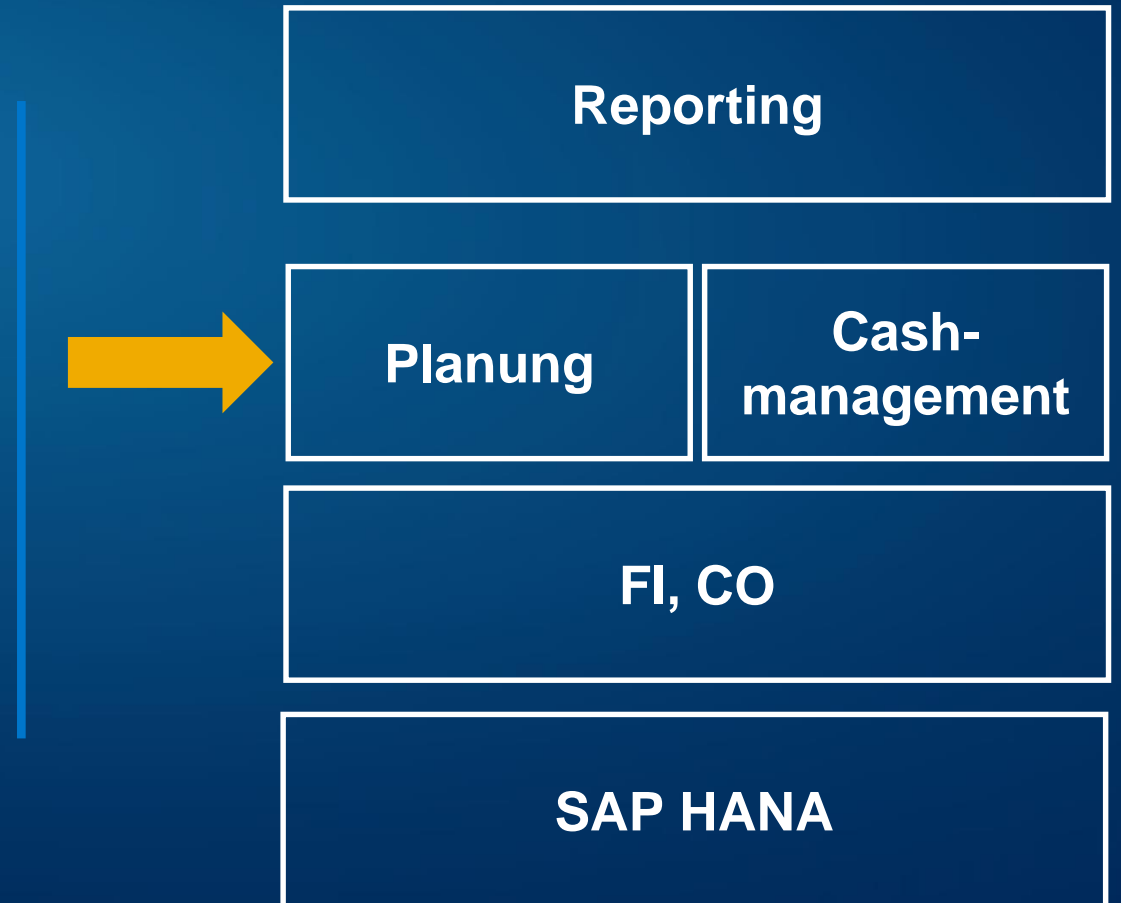 Reporting
Planung
Cash-
management
FI, CO
SAP HANA